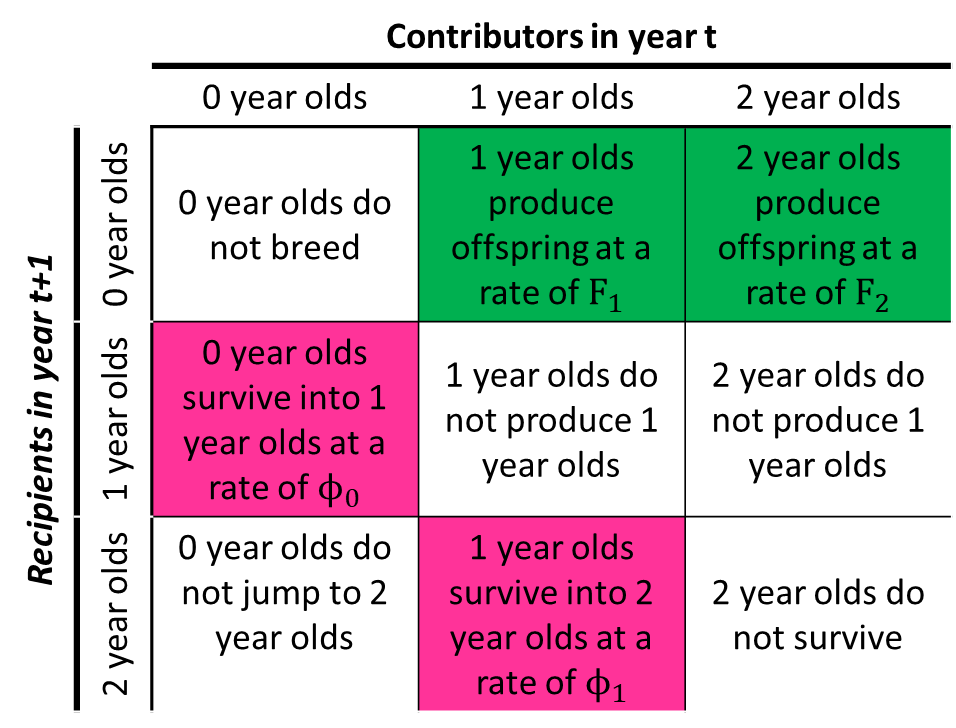 Contributors in year t
0 year olds
1 year olds
2 year olds
Recipients in year t+1
0 year olds
0 year olds do
not breed
1 year olds
produce
offspring at a
rate of F₁
2 year olds
produce
offspring at a
rate of F₂
1 year olds
0 year olds
survive into 1
year olds at a
rate of ϕ₀
1 year olds do
not produce 1
year olds
2 year olds do
not produce 1
year olds
2 year olds
0 year olds do
not jump to 2
year olds
1 year olds
survive into 2
year olds at a
rate of ϕ₁
2 year olds do
not survive